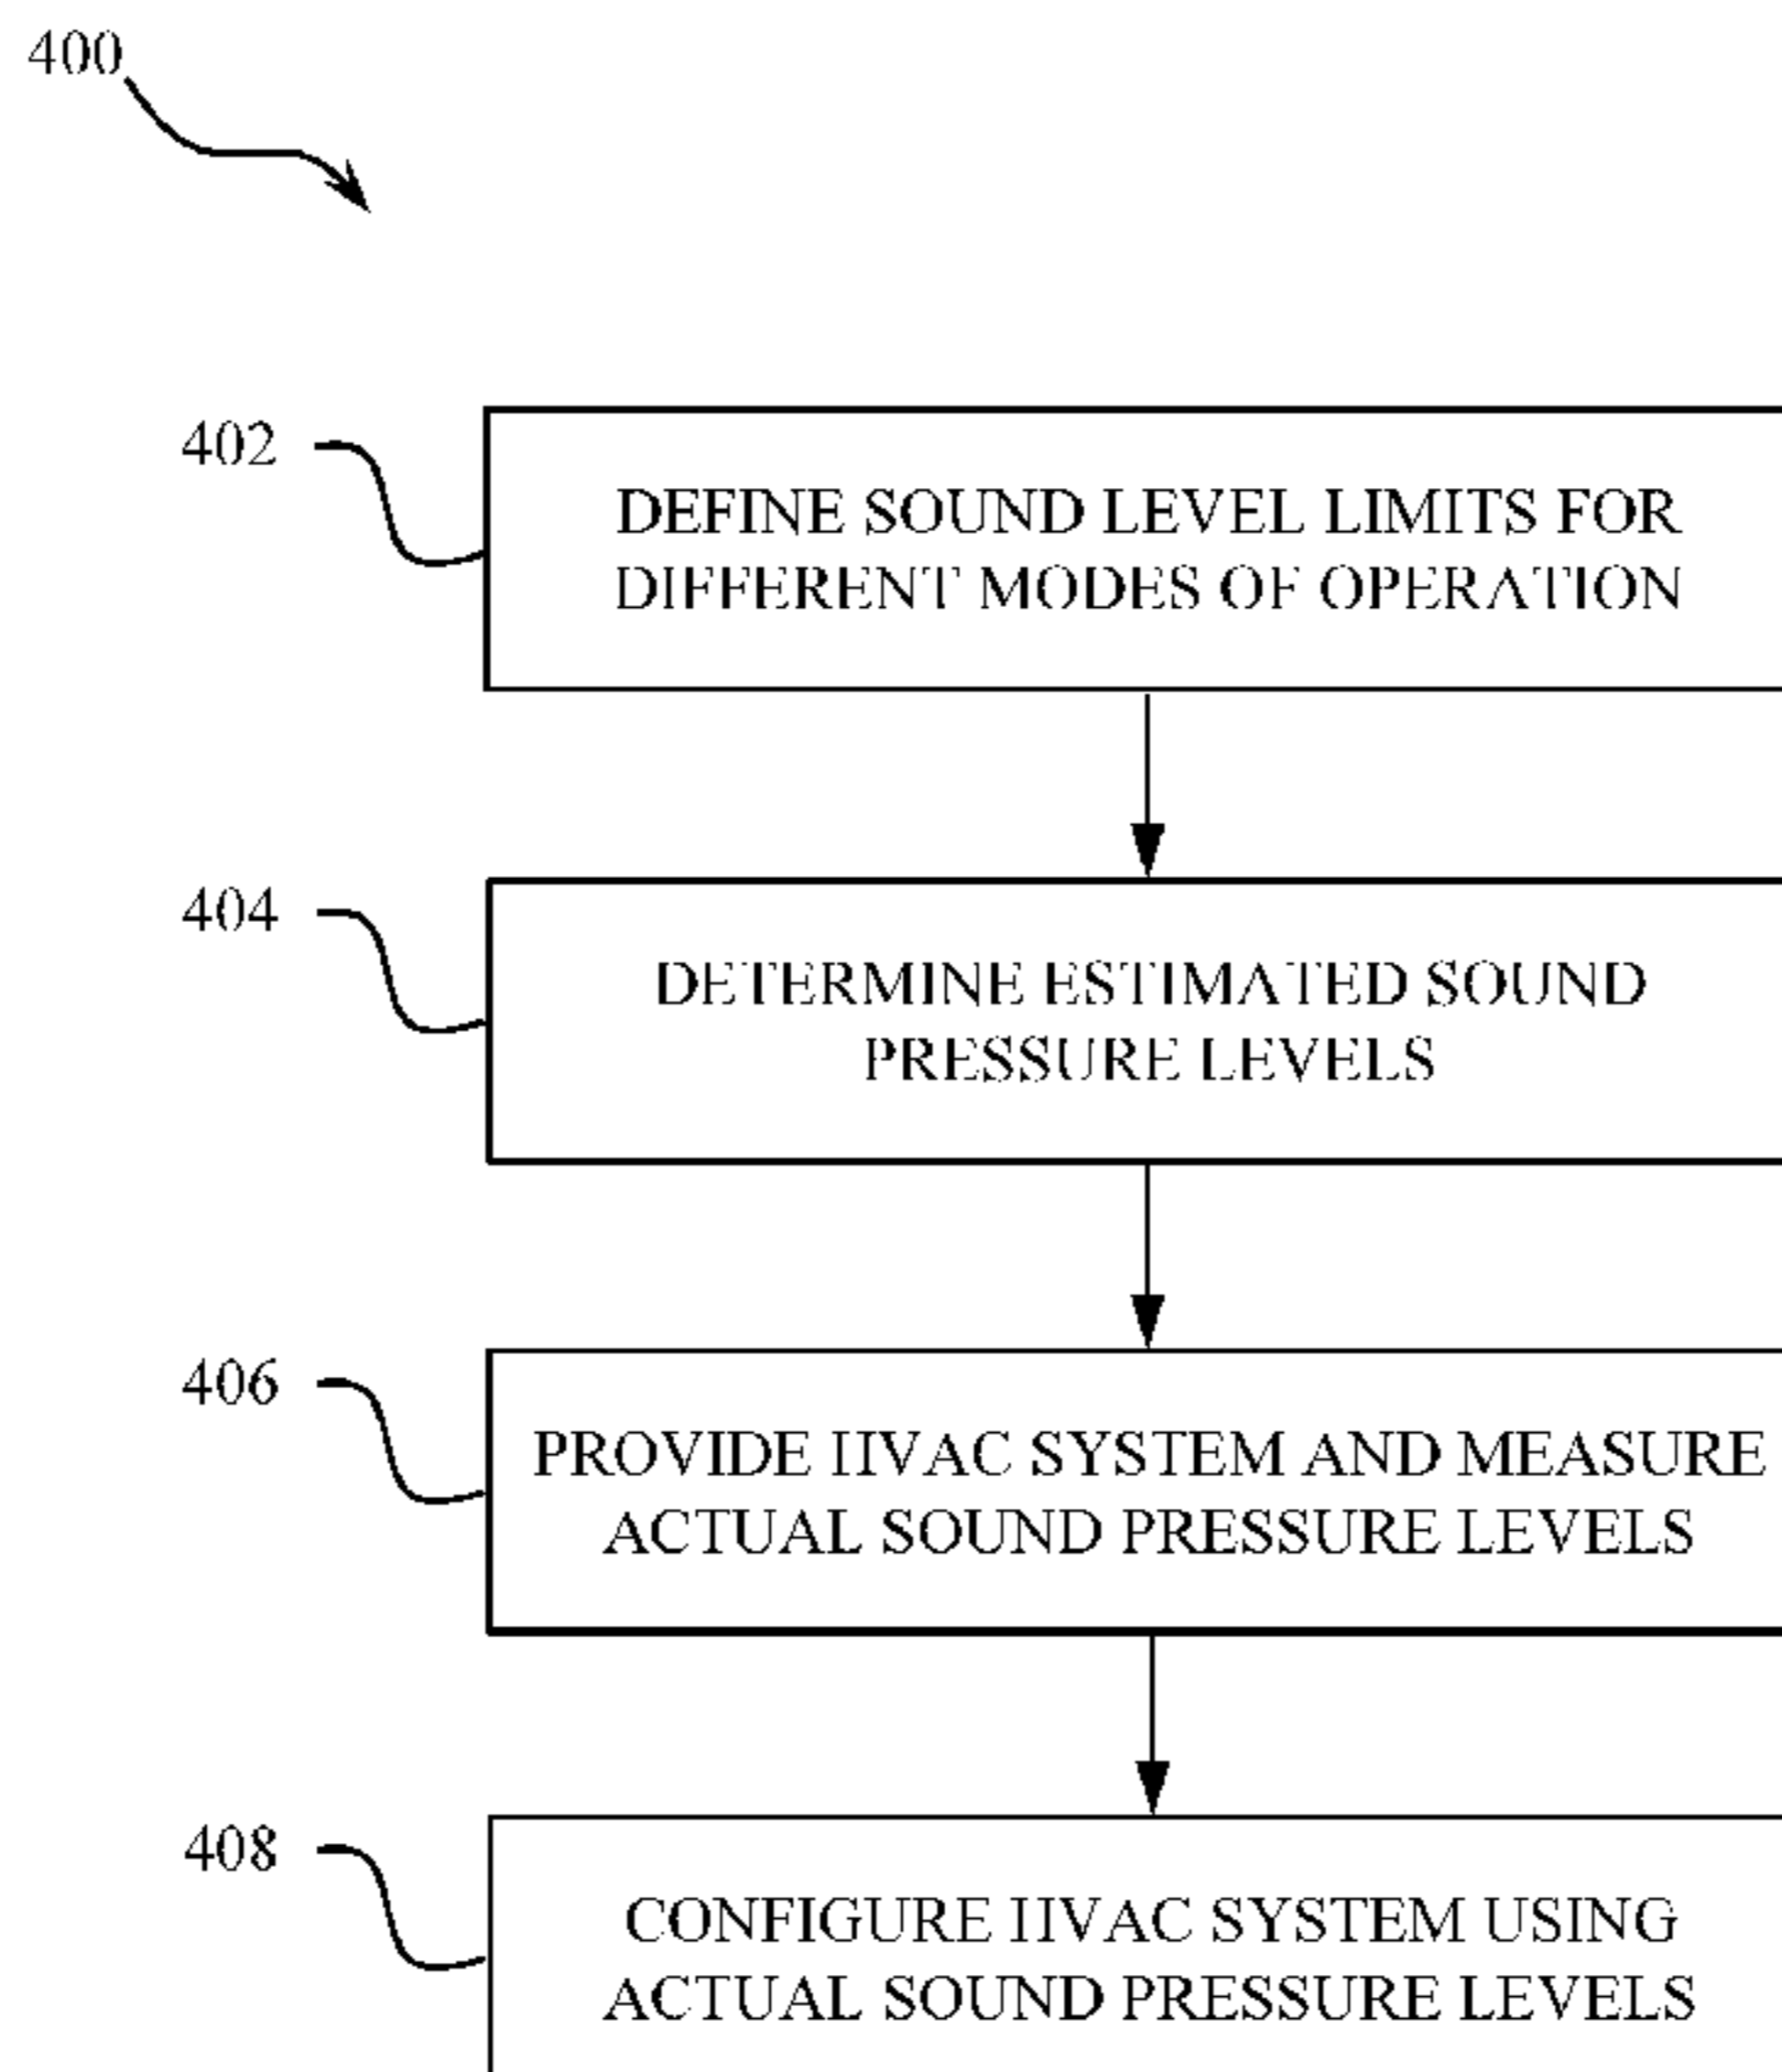 400
402
DEFINE SOUND LEVEL LIMITS FOR
DIFFERENT MODES OF OPERATION
404
DETERMINE ESTIMATED SOUND
PRESSURE LEVELS
406
PROVIDE HVAC SYSTEM AND MEASURE
ACTUAL SOUND PRESSURE LEVELS
408
CONFIGURE HVAC SYSTEM USING
ACTUAL SOUND PRESSURE LEVELS